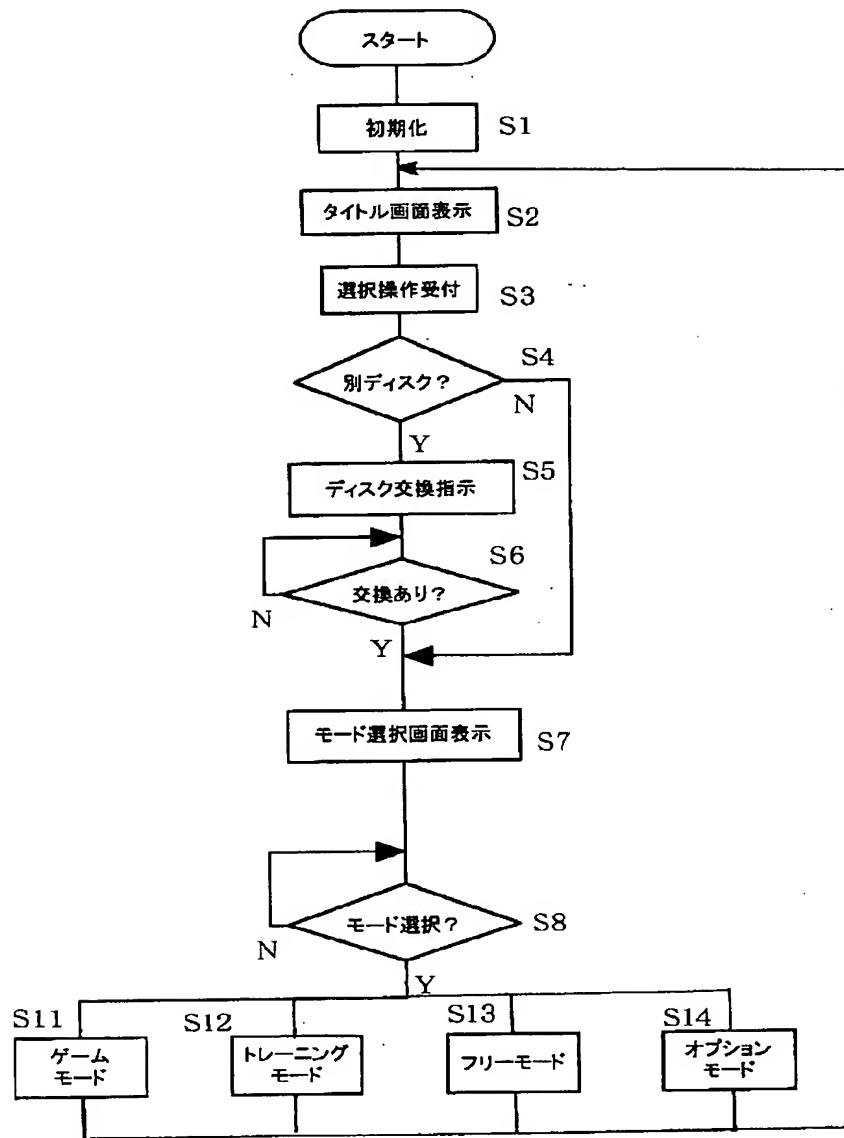 スタート
初期化
S1
タイトル画面表示
S2
選択操作受付
S3
別ディスク？
S4
N
Y
ディスク交換指示
S5
交換あり？
S6
N
Y
モード選択画面表示
S7
モード選択？
S8
N
Y
S11
ゲーム
モード
S12
トレーニング
モード
S13
フリーモード
S14
オプション
モード